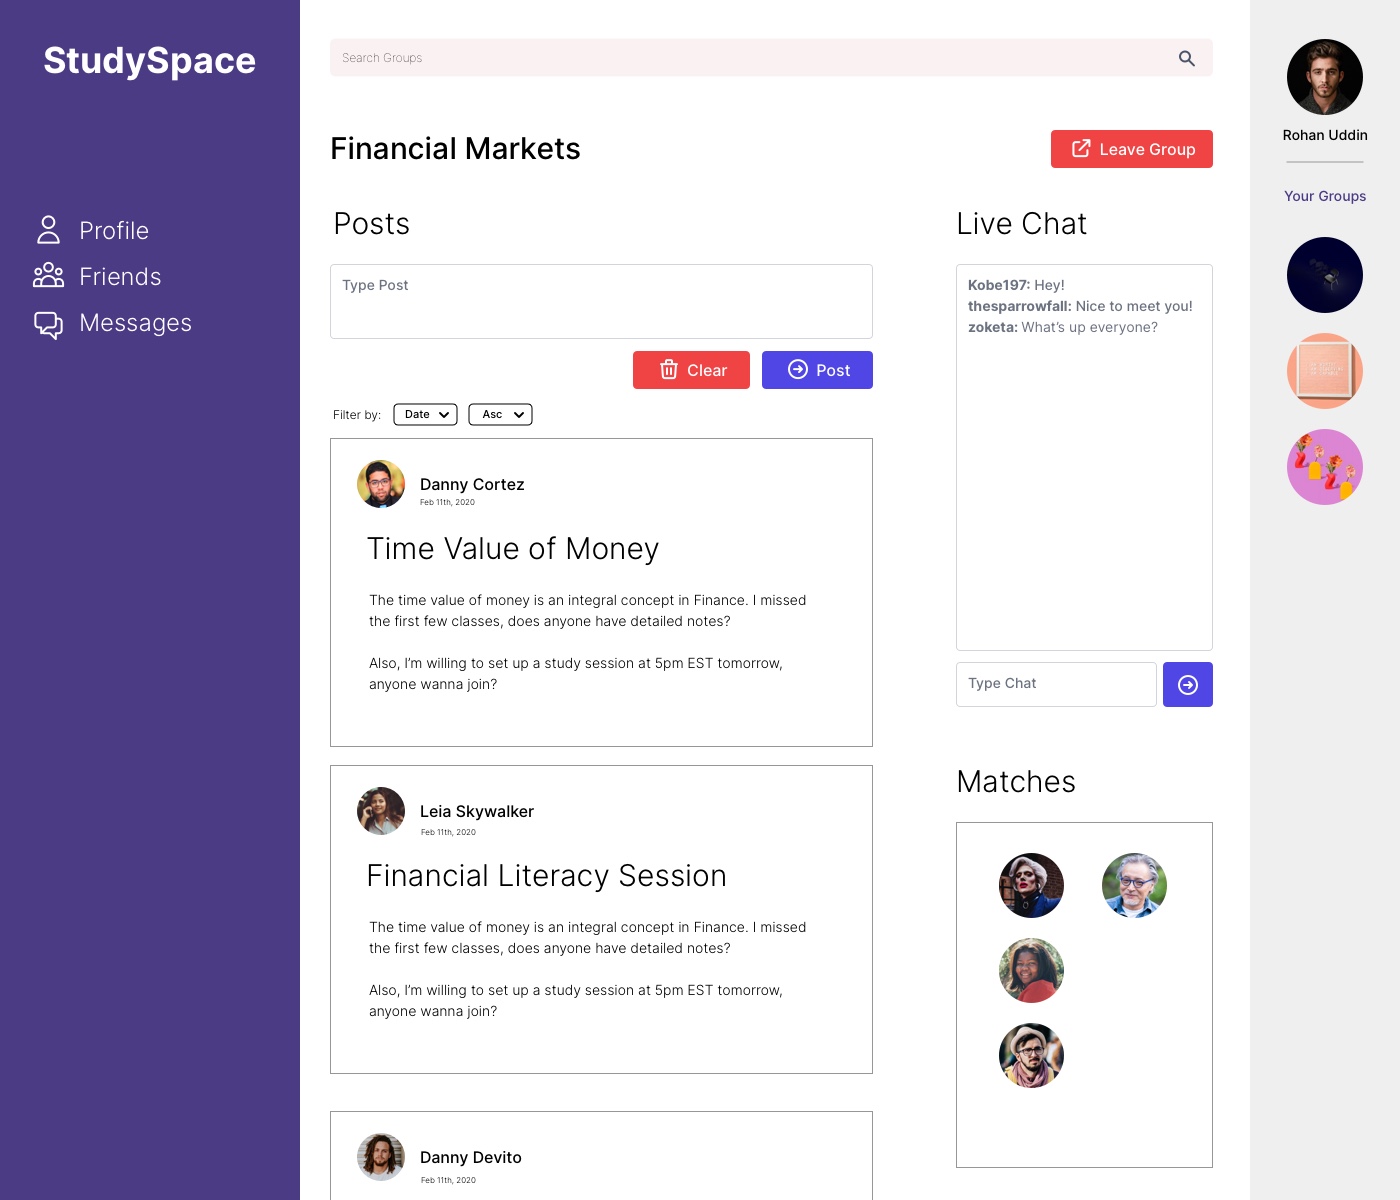 StudySpace
Profile
Friends
Messages
Search Groups
Financial Markets
Leave Group
Posts
Type Post
Clear
Post
Filter by:
Date
Asc
Danny Cortez
Feb 11th, 2020
Time Value of Money
The time value of money is an integral concept in Finance. I missed
the first few classes, does anyone have detailed notes?
Also, I'm willing to set up a study session at 5pm EST tomorrow,
anyone wanna join?
Leia Skywalker
Feb 11th, 2020
Financial Literacy Session
The time value of money is an integral concept in Finance. I missed
the first few classes, does anyone have detailed notes?
Also, I'm willing to set up a study session at 5pm EST tomorrow,
anyone wanna join?
Danny Devito
Feb 11th, 2020
Live Chat
Kobe197: Hey!
thesparrowfall: Nice to meet you!
zoketa: What's up everyone?
Type Chat
Matches
Rohan Uddin
Your Groups